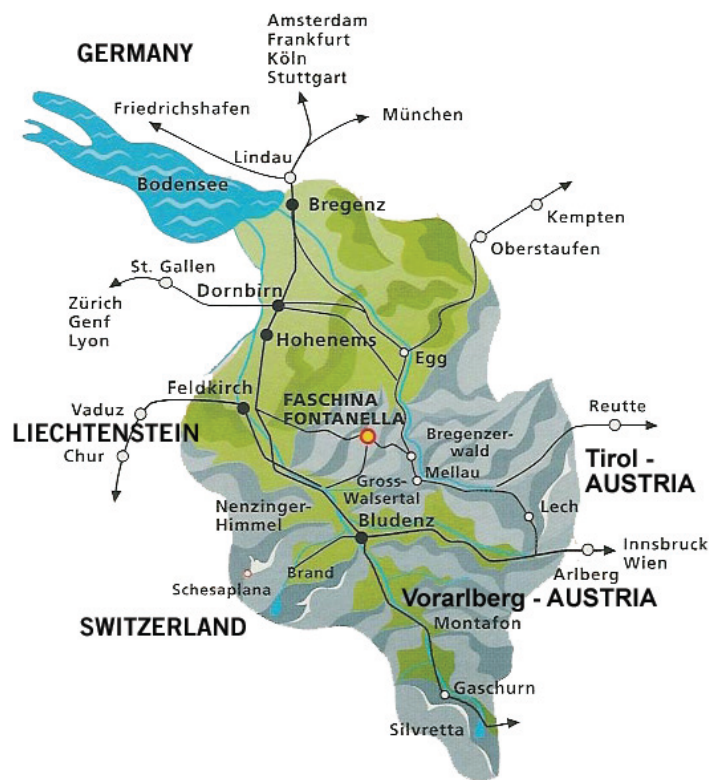 Amsterdam
Frankfurt
Köln
Stuttgart
GERMANY
Friedrichshafen
München
Lindau
Bodensee
Bregenz
Kempten
Oberstaufen
St. Gallen
Dornbirn
Zürich
Genf
Lyon
Hohenems
Egg
Feldkirch
FASCHINA
FONTANELLA
Vaduz
LIECHTENSTEIN
Chur
Reutte
Bregenzer-
wald
Mellau
Tirol -
AUSTRIA
Gross-
Walsertal
Nenzinger-
Himmel
Lech
Bludenz
Innsbruck
Wien
Arlberg
Brand
Schesaplana
Vorarlberg - AUSTRIA
SWITZERLAND
Montafon
Gaschurn
Silvretta